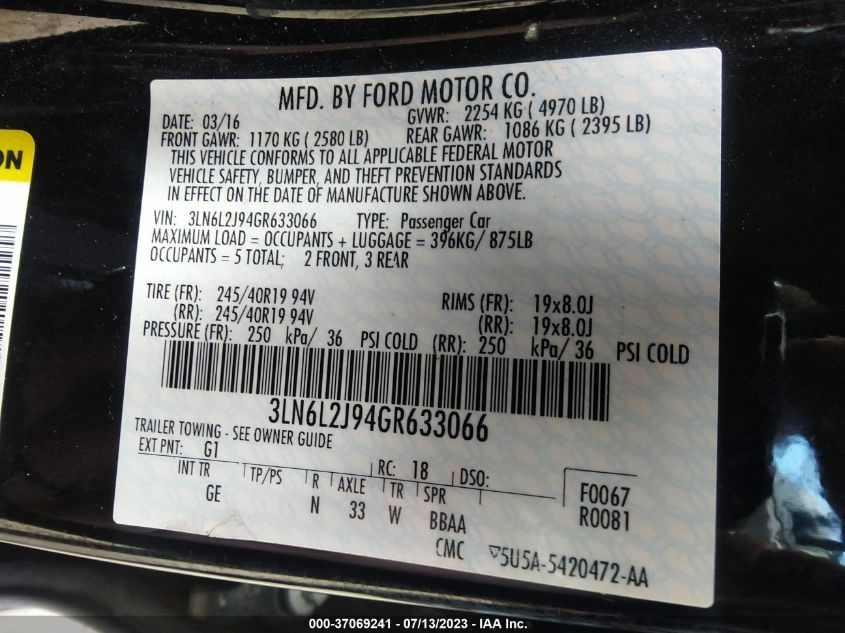 ON
MFD. BY FORD MOTOR CO.
DATE: 03/16 GVWR: 2254 KG ( 4970 LB)
FRONT GAWR: 1170 KG ( 2580 LB) REAR GAWR: 1086 KG ( 2395 LB)
THIS VEHICLE CONFORMS TO ALL APPLICABLE FEDERAL MOTOR
VEHICLE SAFETY, BUMPER, AND THEFT PREVENTION STANDARDS
IN EFFECT ON THE DATE OF MANUFACTURE SHOWN ABOVE.
VIN: 3LN6L2J94GR633066 TYPE: Passenger Car
MAXIMUM LOAD = OCCUPANTS + LUGGAGE = 396KG/ 875LB
OCCUPANTS = 5 TOTAL; 2 FRONT, 3 REAR
TIRE (FR): 245/40R19 94V RIMS (FR): 19x8.0J
(RR): 245/40R19 94V (RR): 19x8.0J
PRESSURE (FR): 250 kPa/ 36 PSI COLD (RR): 250 kPa/ 36 PSI COLD
3LN6L2J94GR633066
TRAILER TOWING - SEE OWNER GUIDE
EXT PNT: G1 RC: 18 DSO:
INT TR TP/PS R AXLE TR SPR F0067
GE N 33 W BBAA R0081
CMC ▽5U5A-5420472-AA
000-37069241 - 07/13/2023 - IAA Inc.